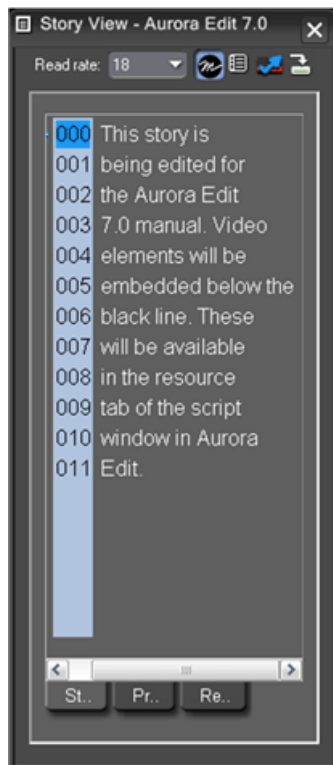 Story View - Aurora Edit 7.0
Read rate: 18
000 This story is
001 being edited for
002 the Aurora Edit
003 7.0 manual. Video
004 elements will be
005 embedded below the
006 black line. These
007 will be available
008 in the resource
009 tab of the script
010 window in Aurora
011 Edit.
St.. Pr.. Re..